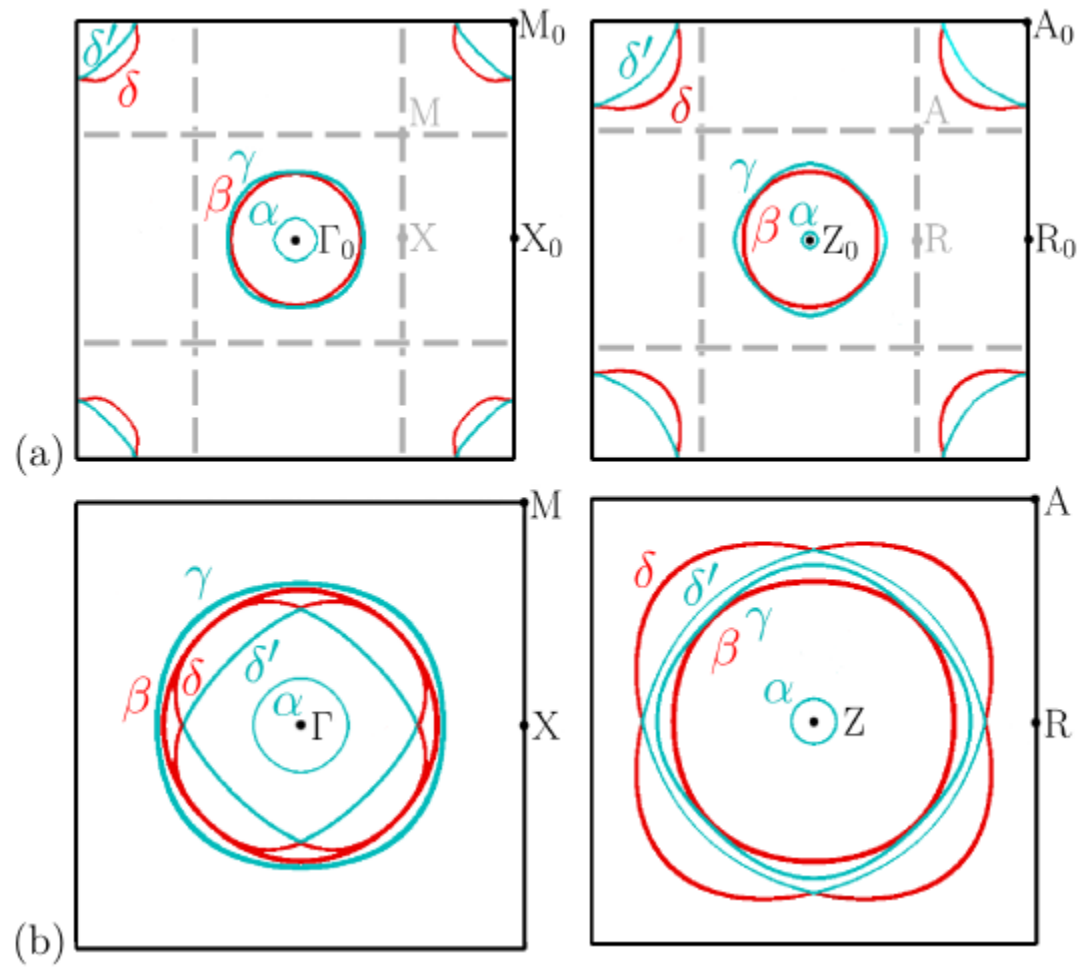 M₀
A₀
δ′
δ
δ′
δ
M
A
γ
β
α
Γ₀
X
X₀
γ
β
α
Z₀
R
R₀
(a)
M
A
γ
β
δ
δ′
α
Γ
X
δ
δ′
γ
β
α
Z
R
(b)